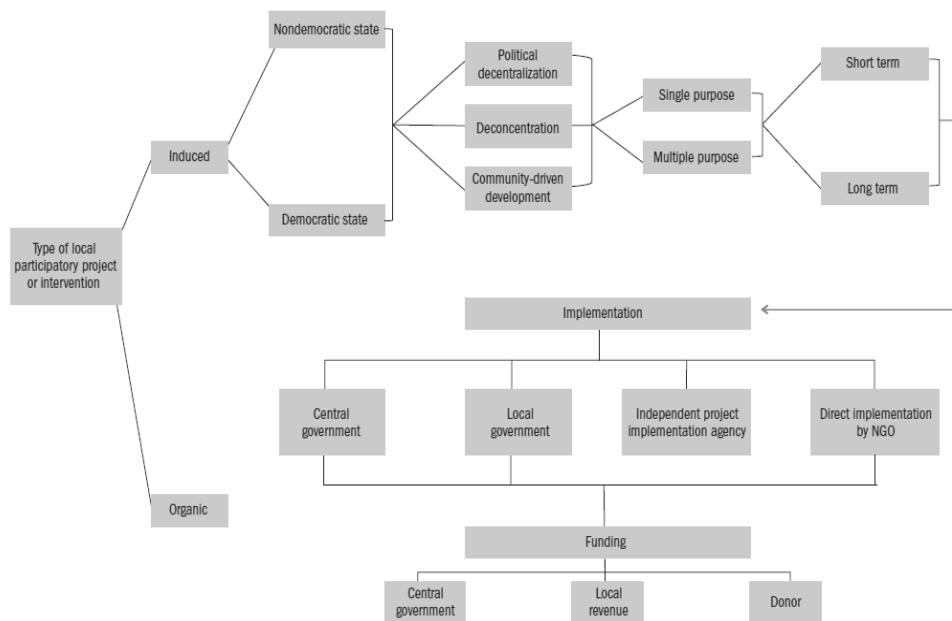 Nondemocratic state
Political
decentralization
Short term
Single purpose
Induced
Deconcentration
Multiple purpose
Community-driven
development
Long term
Democratic state
Type of local
participatory project
or intervention
Implementation
Central
government
Local
government
Independent project
implementation agency
Direct implementation
by NGO
Organic
Funding
Central
government
Local
revenue
Donor